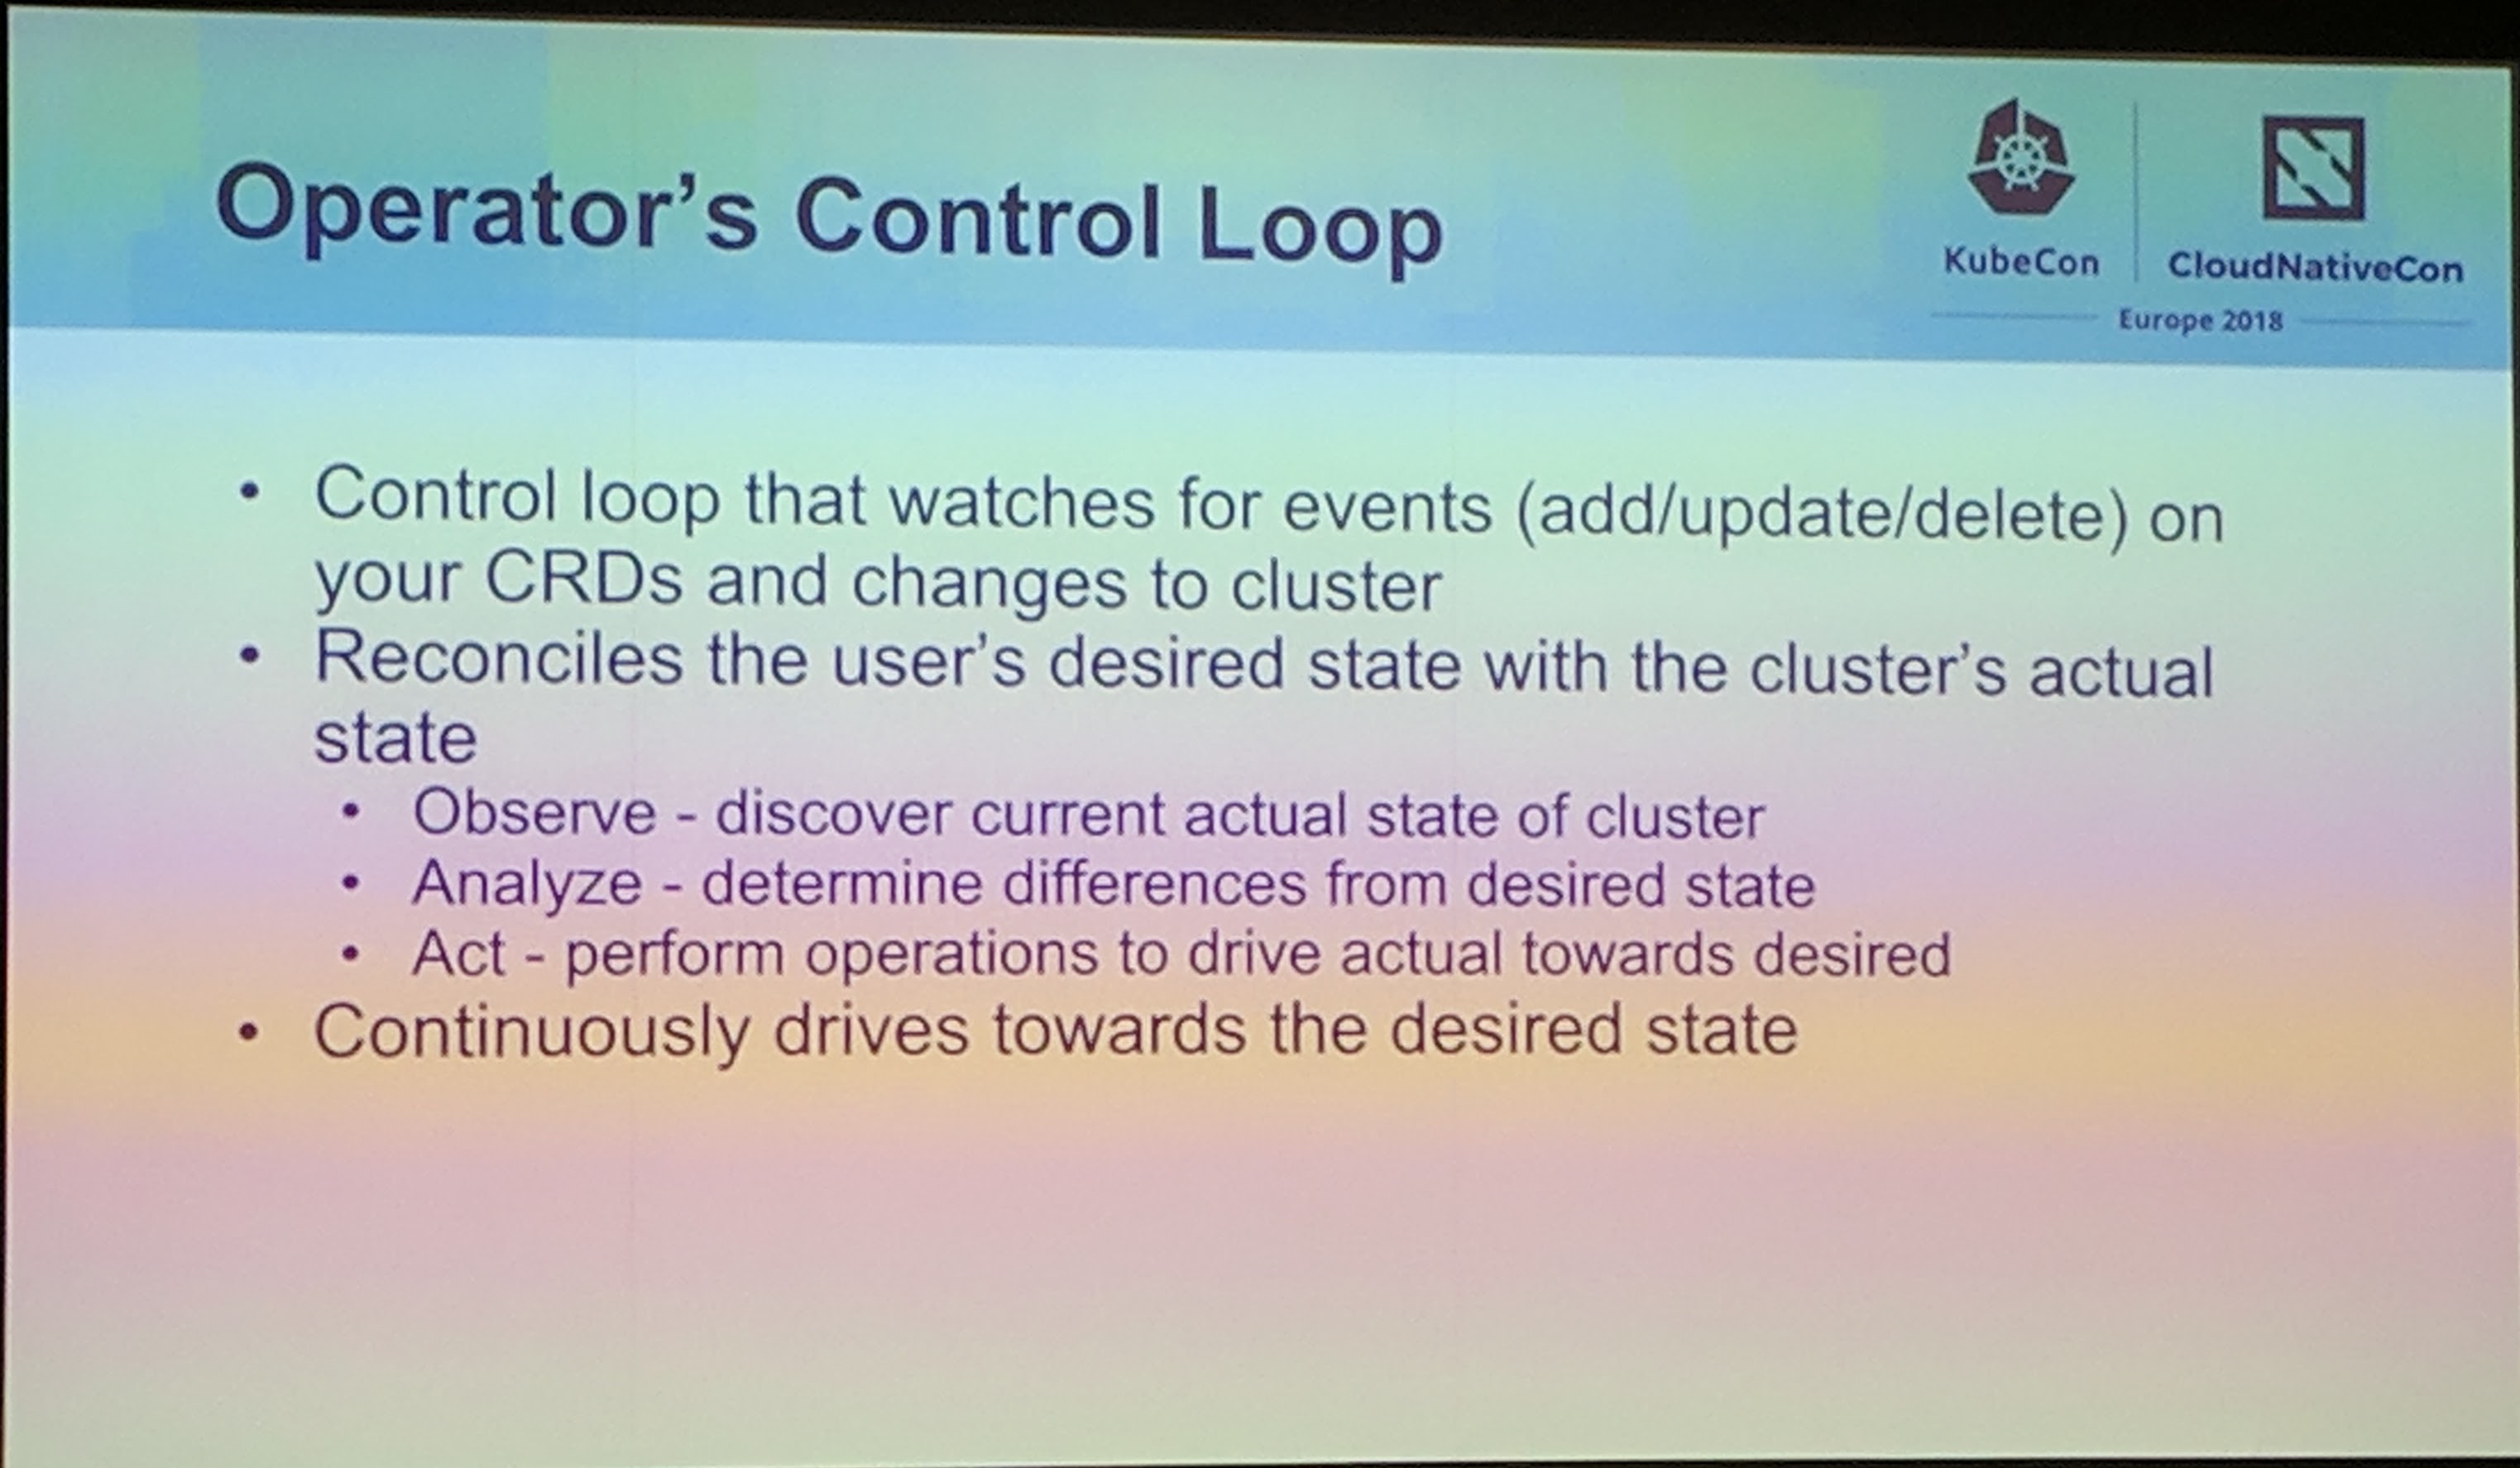 Operator’s Control Loop
KubeCon
CloudNativeCon
Europe 2018
• Control loop that watches for events (add/update/delete) on
your CRDs and changes to cluster
• Reconciles the user’s desired state with the cluster’s actual
state
• Observe - discover current actual state of cluster
• Analyze - determine differences from desired state
• Act - perform operations to drive actual towards desired
• Continuously drives towards the desired state